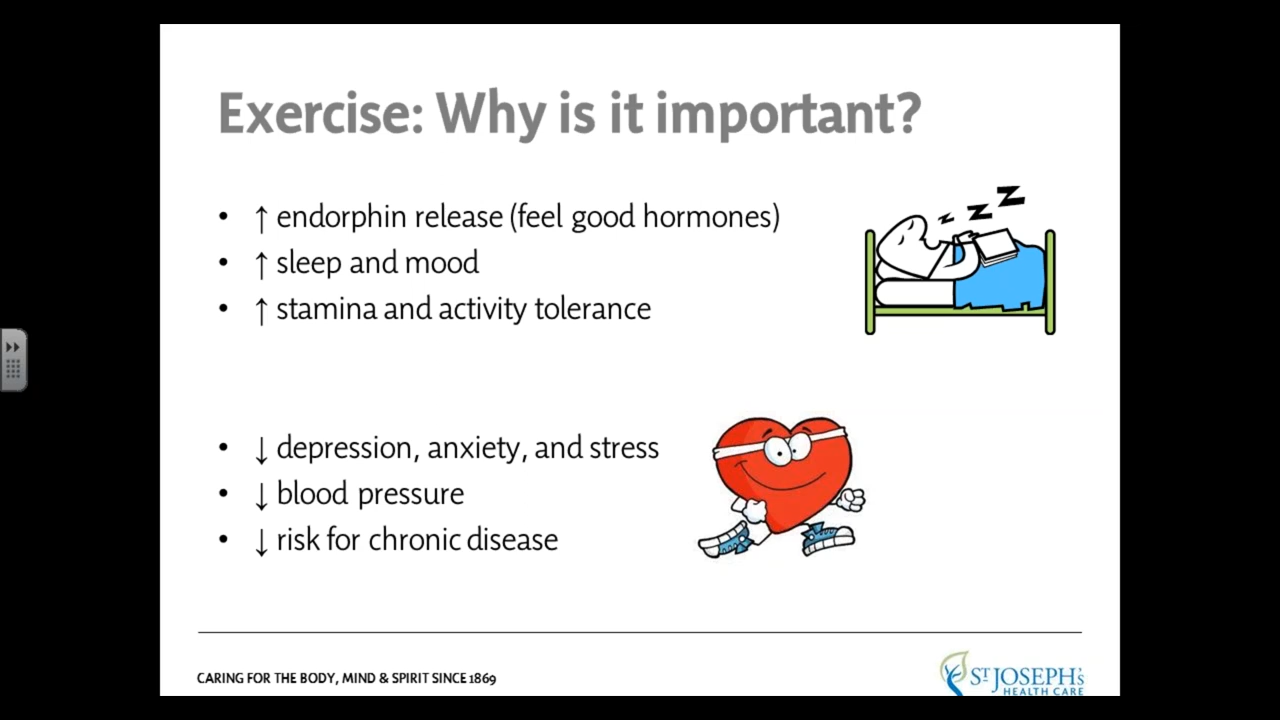 Exercise: Why is it important?
• ↑ endorphin release (feel good hormones)
• ↑ sleep and mood
• ↑ stamina and activity tolerance
z z z
• ↓ depression, anxiety, and stress
• ↓ blood pressure
• ↓ risk for chronic disease
CARING FOR THE BODY, MIND & SPIRIT SINCE 1869
ST JOSEPH'S
HEALTH CARE